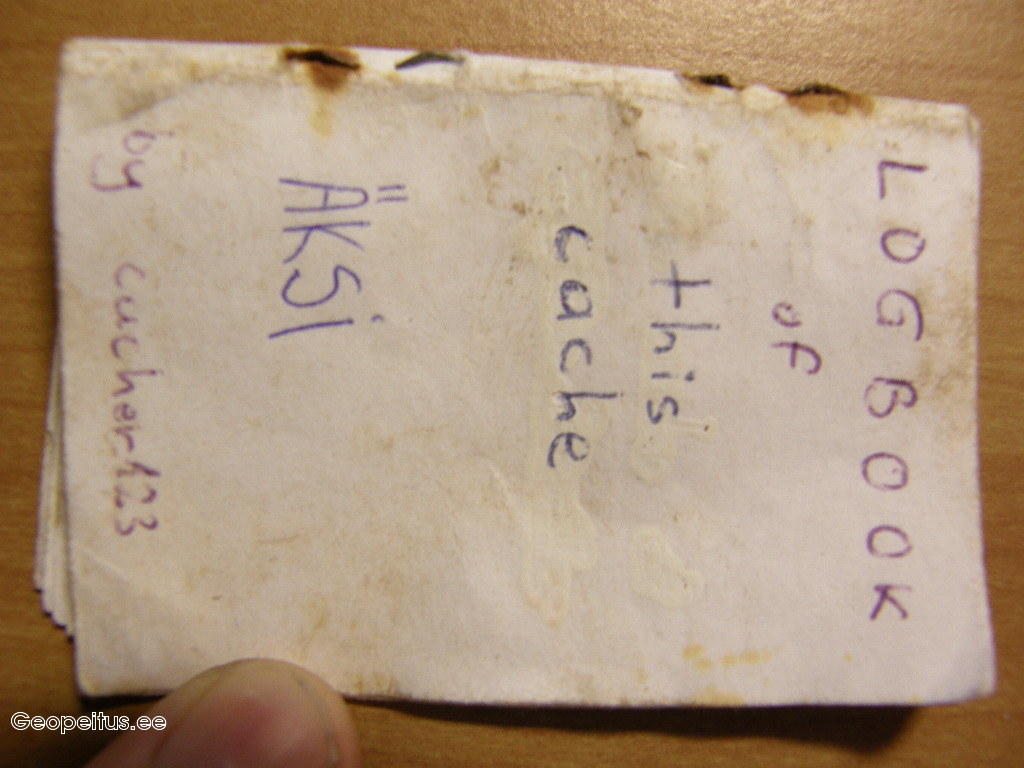 LOGBOOK
of
this
cache
ÄKSi
by cacher123
Geopeitus.ee